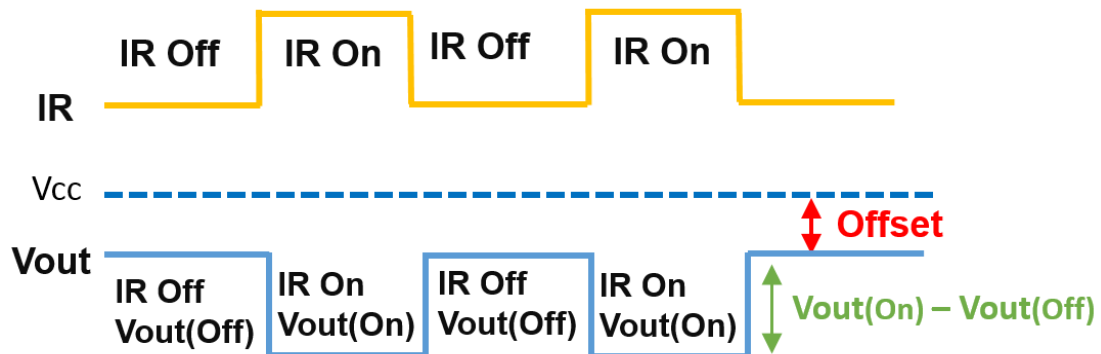 IR Off
IR On
IR Off
IR On
IR
Vcc
Offset
Vout
IR Off
Vout(Off)
IR On
Vout(On)
IR Off
Vout(Off)
IR On
Vout(On)
Vout(On) – Vout(Off)